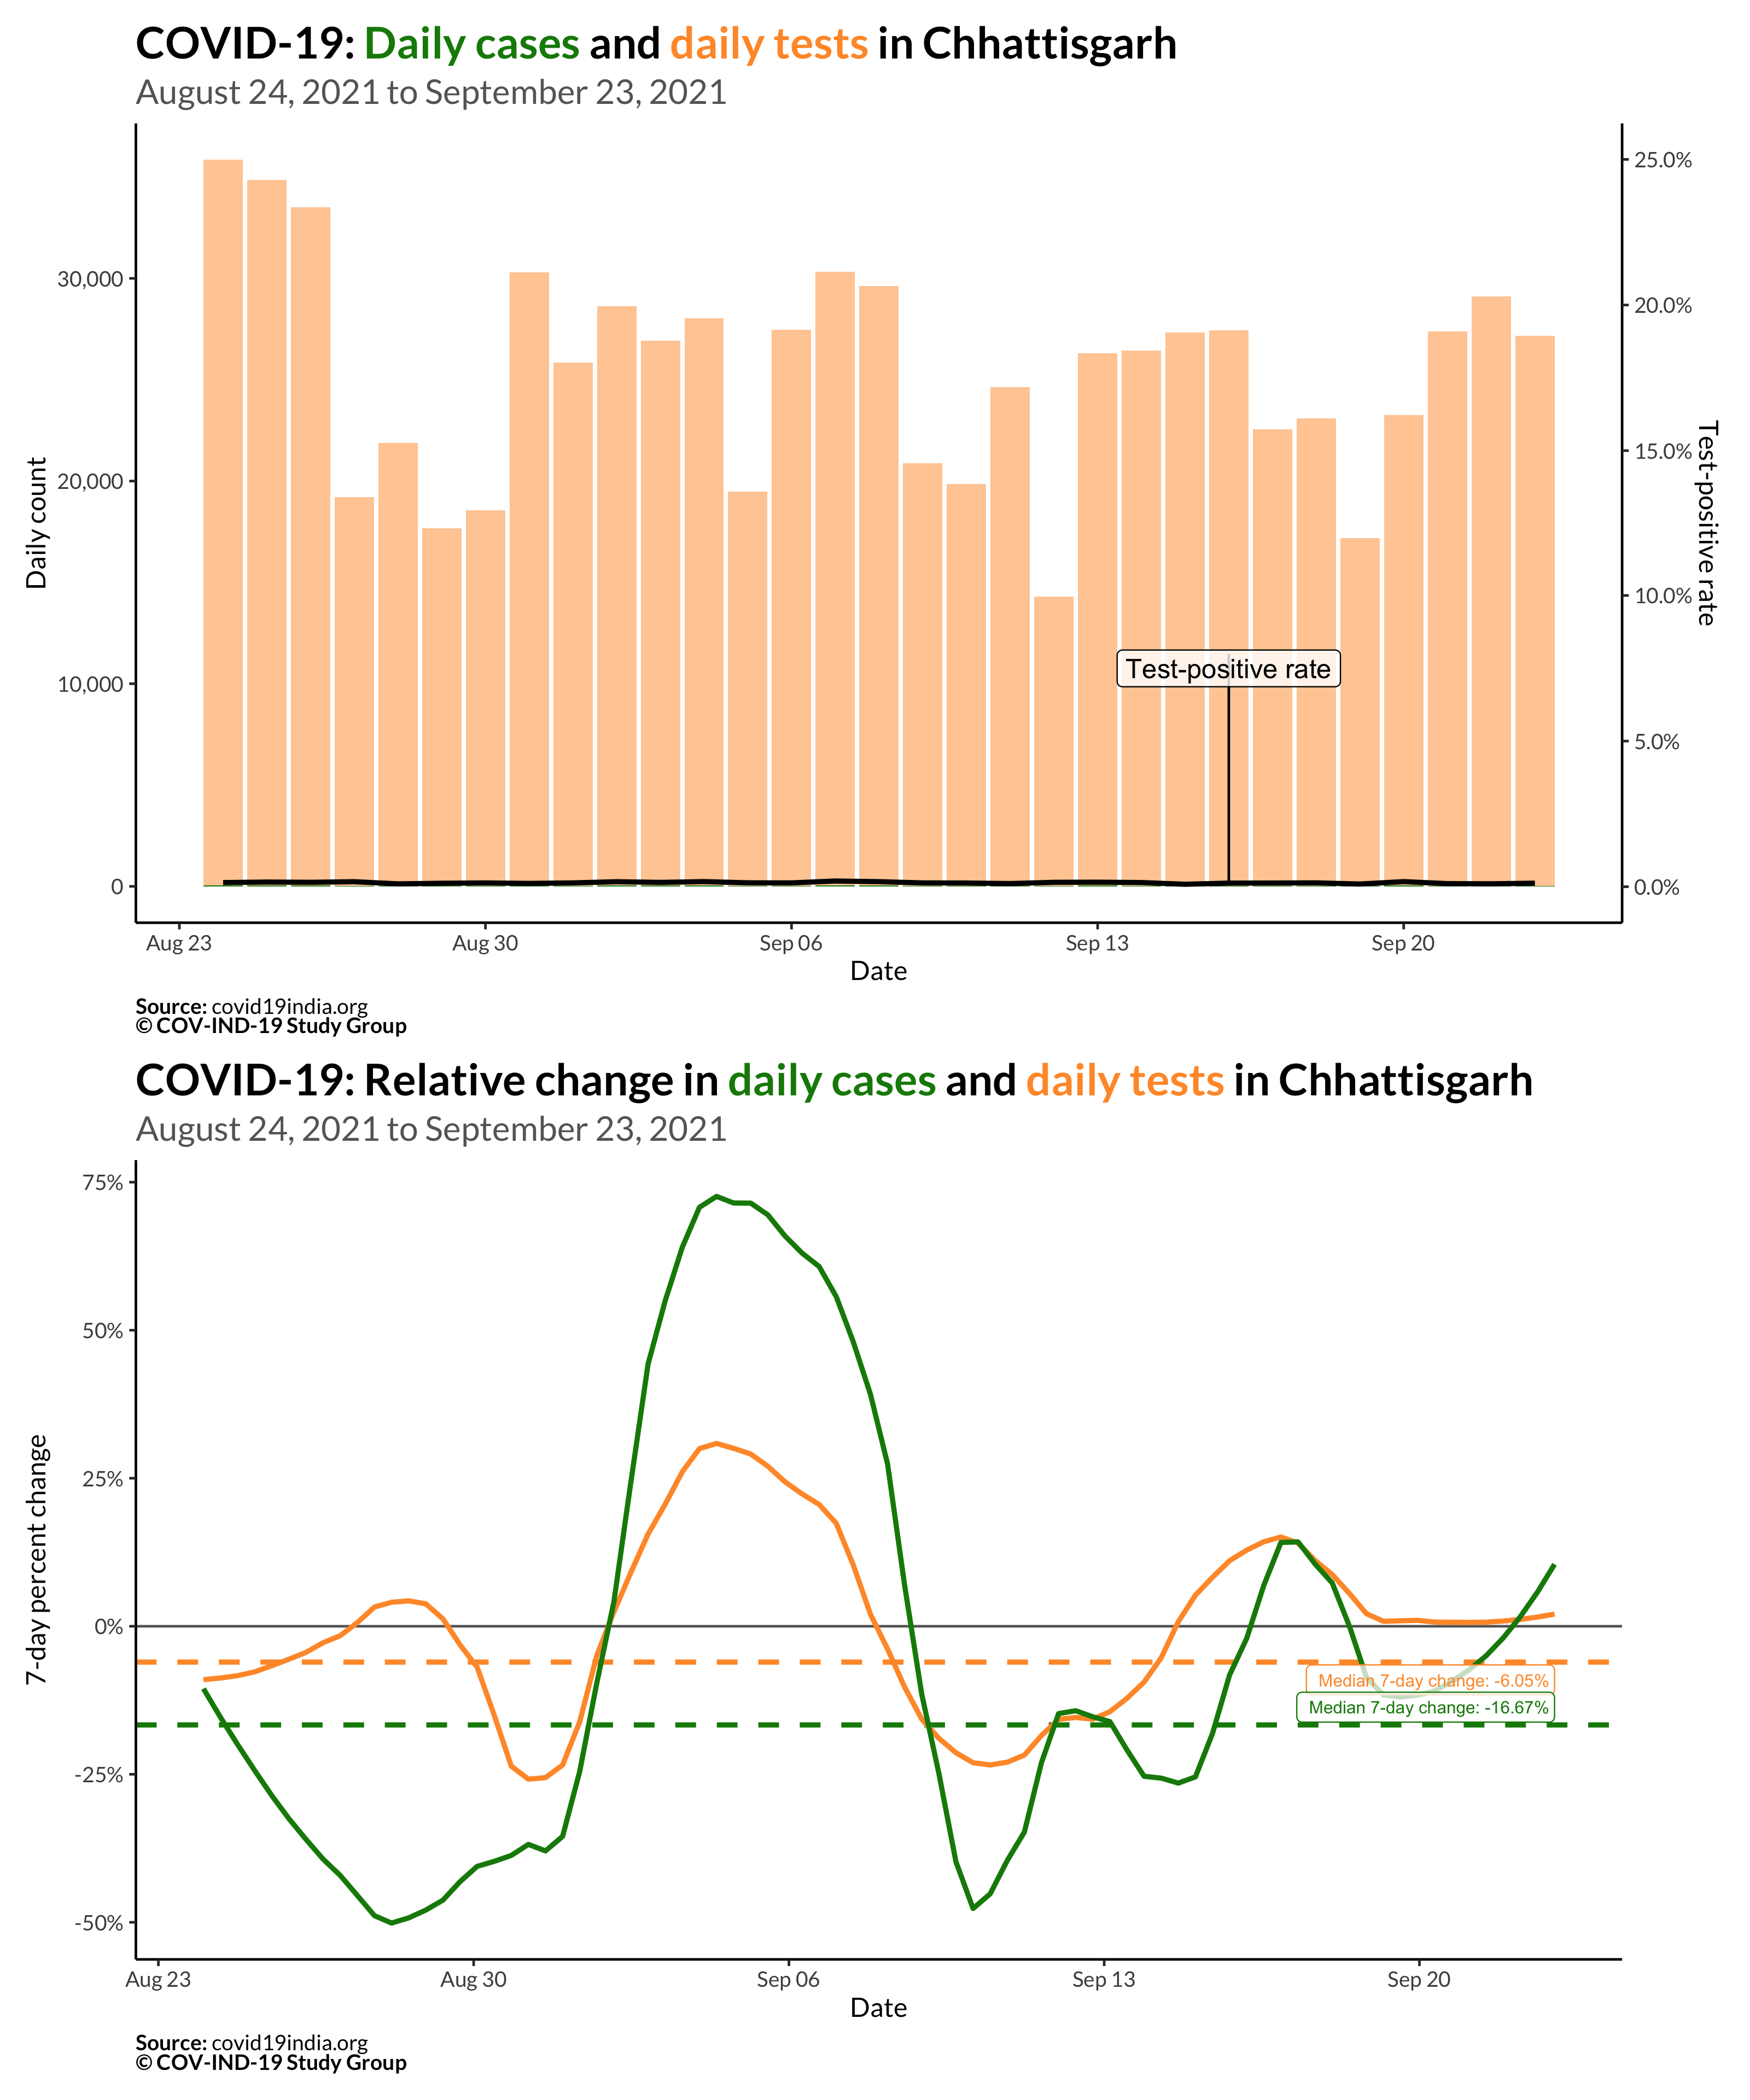 COVID-19: Daily cases and daily tests in Chhattisgarh
August 24, 2021 to September 23, 2021
Daily count
30,000
20,000
10,000
0
25.0%
20.0%
15.0%
10.0%
5.0%
0.0%
Test-positive rate
Test-positive rate
Aug 23
Aug 30
Sep 06
Sep 13
Sep 20
Date
Source: covid19india.org
© COV-IND-19 Study Group
COVID-19: Relative change in daily cases and daily tests in Chhattisgarh
August 24, 2021 to September 23, 2021
7-day percent change
75%
50%
25%
0%
-25%
-50%
Median 7-day change: -6.05%
Median 7-day change: -16.67%
Aug 23
Aug 30
Sep 06
Sep 13
Sep 20
Date
Source: covid19india.org
© COV-IND-19 Study Group